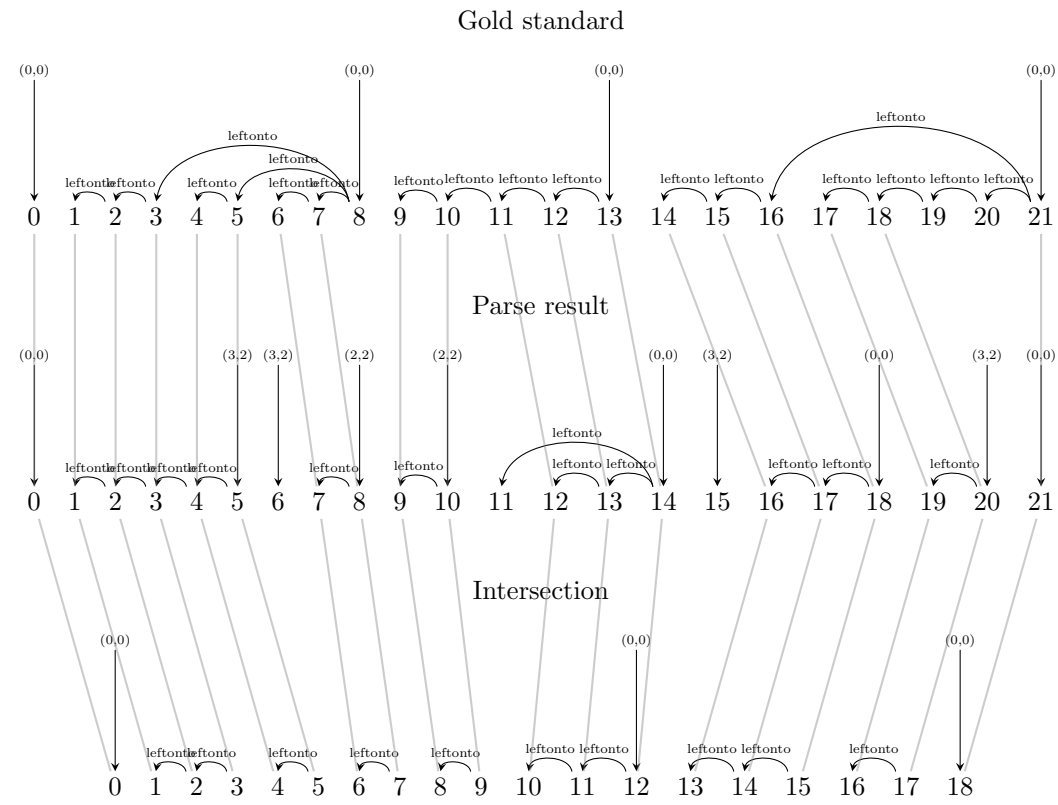 Gold standard
(0,0) (0,0) (0,0) (0,0)
leftonto
leftonto
leftonto
leftonto leftonto leftonto leftonto leftonto leftonto leftonto leftonto leftonto leftonto leftonto leftonto leftonto leftonto leftonto
0 1 2 3 4 5 6 7 8 9 10 11 12 13 14 15 16 17 18 19 20 21
Parse result
(0,0) (3,2) (3,2) (2,2) (2,2) (0,0) (3,2) (0,0) (3,2) (0,0)
leftonto
leftonto leftonto leftonto leftonto leftonto leftonto leftonto leftonto leftonto leftonto leftonto
0 1 2 3 4 5 6 7 8 9 10 11 12 13 14 15 16 17 18 19 20 21
Intersection
(0,0) (0,0) (0,0)
leftonto leftonto leftonto leftonto leftonto leftonto leftonto leftonto leftonto leftonto
0 1 2 3 4 5 6 7 8 9 10 11 12 13 14 15 16 17 18